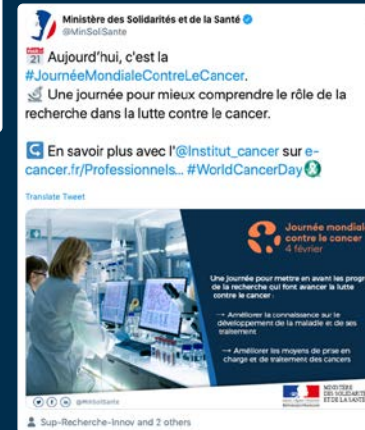 Ministère des Solidarités et de la Santé
@MinSoliSante
21 Aujourd'hui, c'est la
#JournéeMondialeContreLeCancer.
Une journée pour mieux comprendre le rôle de la
recherche dans la lutte contre le cancer.
En savoir plus avec l'@Institut_cancer sur e-
cancer.fr/Professionnels... #WorldCancerDay
Translate Tweet
Journée mondial
contre le cancer
4 février
Une journée pour mettre en avant les progr
de la recherche qui font avancer la lutte
contre le cancer :
→ Améliorer la connaissance sur le
développement de la maladie et de ses
traitement
→ Améliorer les moyens de prise en
charge et de traitement des cancers
@MinSoliSante
MINISTÈRE
DES SOLIDARITÉS
ET DE LA SANTÉ
Sup-Recherche-Innov and 2 others